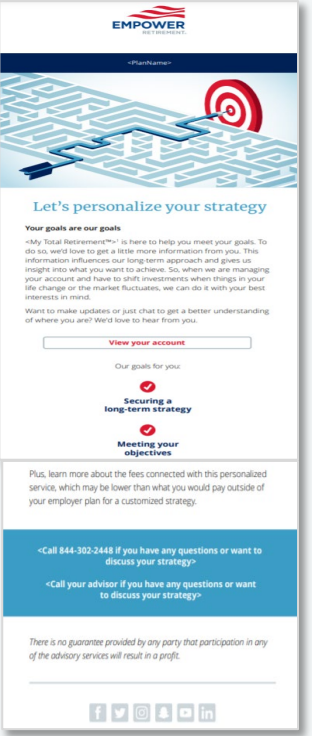 EMPOWER
RETIREMENT.
<PlanName>
Let's personalize your strategy
Your goals are our goals
<My Total Retirement™>¹ is here to help you meet your goals. To
do so, we'd love to get a little more information from you. This
information influences our long-term approach and gives us
insight into what you want to achieve. So, when we are managing
your account and have to shift investments when things in your
life change or the market fluctuates, we can do it with your best
interests in mind.
Want to make updates or just chat to get a better understanding
of where you are? We'd love to hear from you.
View your account
Our goals for you:
Securing a
long-term strategy
Meeting your
objectives
Plus, learn more about the fees connected with this personalized
service, which may be lower than what you would pay outside of
your employer plan for a customized strategy.
<Call 844-302-2448 if you have any questions or want to
discuss your strategy>
<Call your advisor if you have any questions or want
to discuss your strategy>
There is no guarantee provided by any party that participation in any
of the advisory services will result in a profit.